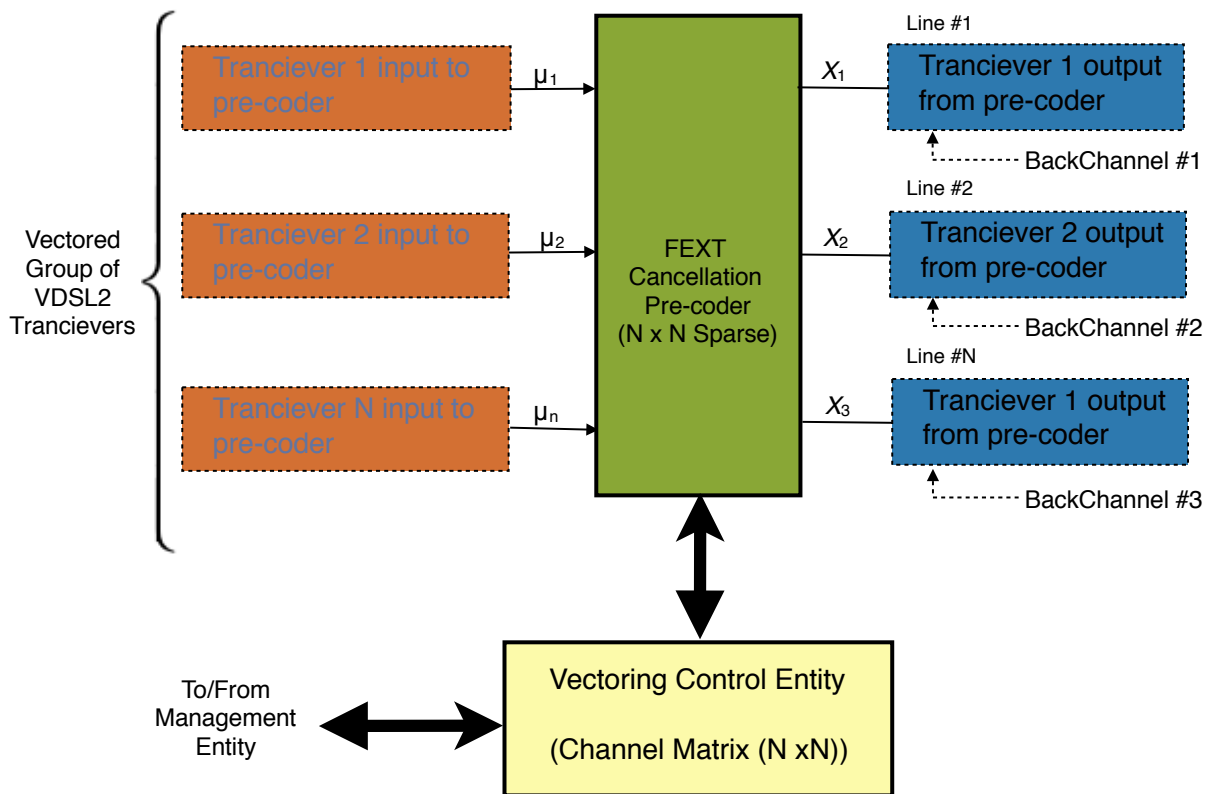 Vectored
Group of
VDSL2
Trancievers
Tranciever 1 input to
pre-coder
μ1
Tranciever 2 input to
pre-coder
μ2
Tranciever N input to
pre-coder
μn
FEXT
Cancellation
Pre-coder
(N x N Sparse)
Line #1
X1
Tranciever 1 output
from pre-coder
BackChannel #1
Line #2
X2
Tranciever 2 output
from pre-coder
BackChannel #2
Line #N
X3
Tranciever 1 output
from pre-coder
BackChannel #3
To/From
Management
Entity
Vectoring Control Entity
(Channel Matrix (N xN))